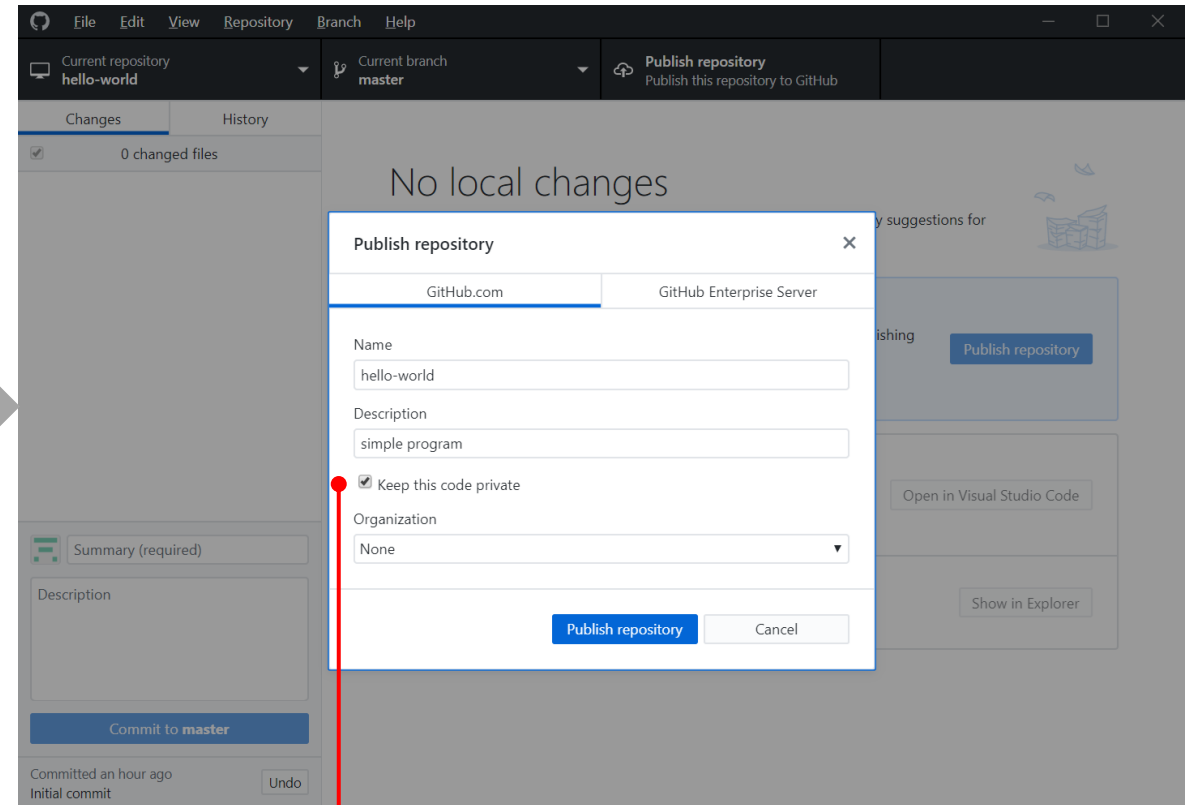 File Edit View Repository Branch Help
Current repository
hello-world
Current branch
master
Publish repository
Publish this repository to GitHub
Changes History
0 changed files
No local changes
y suggestions for
Publish repository
GitHub.com GitHub Enterprise Server
ishing
Publish repository
Name
hello-world
Description
simple program
Keep this code private
Open in Visual Studio Code
Organization
None
Show in Explorer
Publish repository Cancel
Summary (required)
Description
Commit to master
Committed an hour ago
Initial commit
Undo